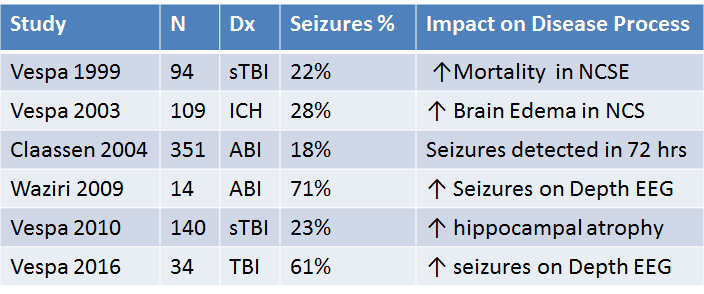 Study N Dx Seizures % Impact on Disease Process
Vespa 1999 94 sTBI 22% ↑Mortality in NCSE
Vespa 2003 109 ICH 28% ↑ Brain Edema in NCS
Claassen 2004 351 ABI 18% Seizures detected in 72 hrs
Waziri 2009 14 ABI 71% ↑ Seizures on Depth EEG
Vespa 2010 140 sTBI 23% ↑ hippocampal atrophy
Vespa 2016 34 TBI 61% ↑ seizures on Depth EEG